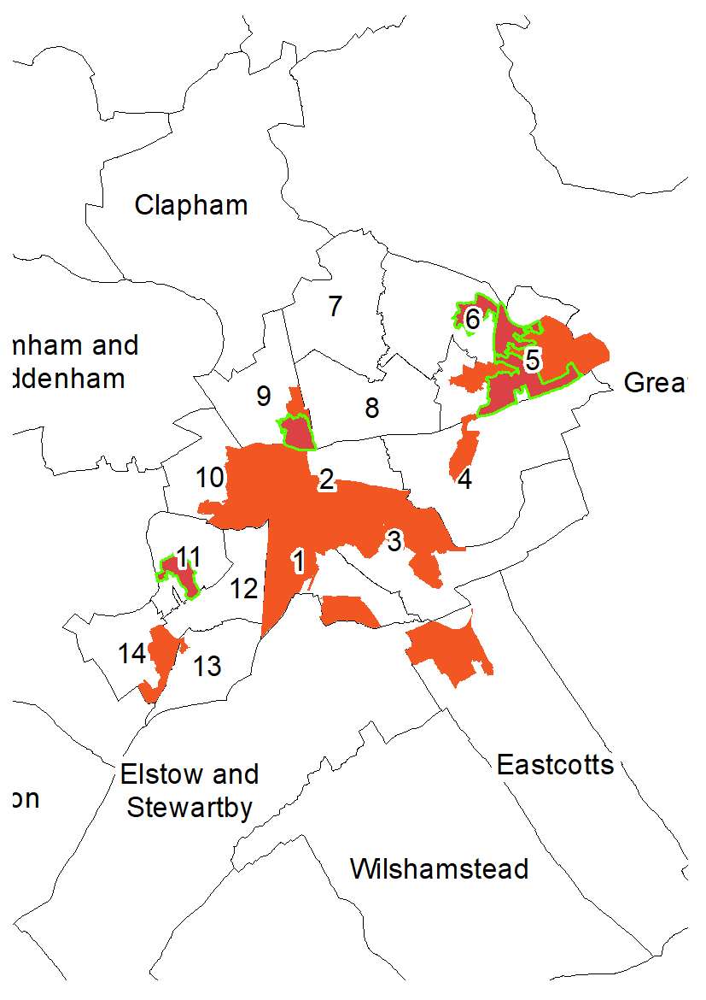 Clapham
7
6
mham and
ddenham
5
9
8
Grea
10
2
4
3
11
1
12
14
13
Eastcotts
Elstow and
Stewartby
on
Wilshamstead